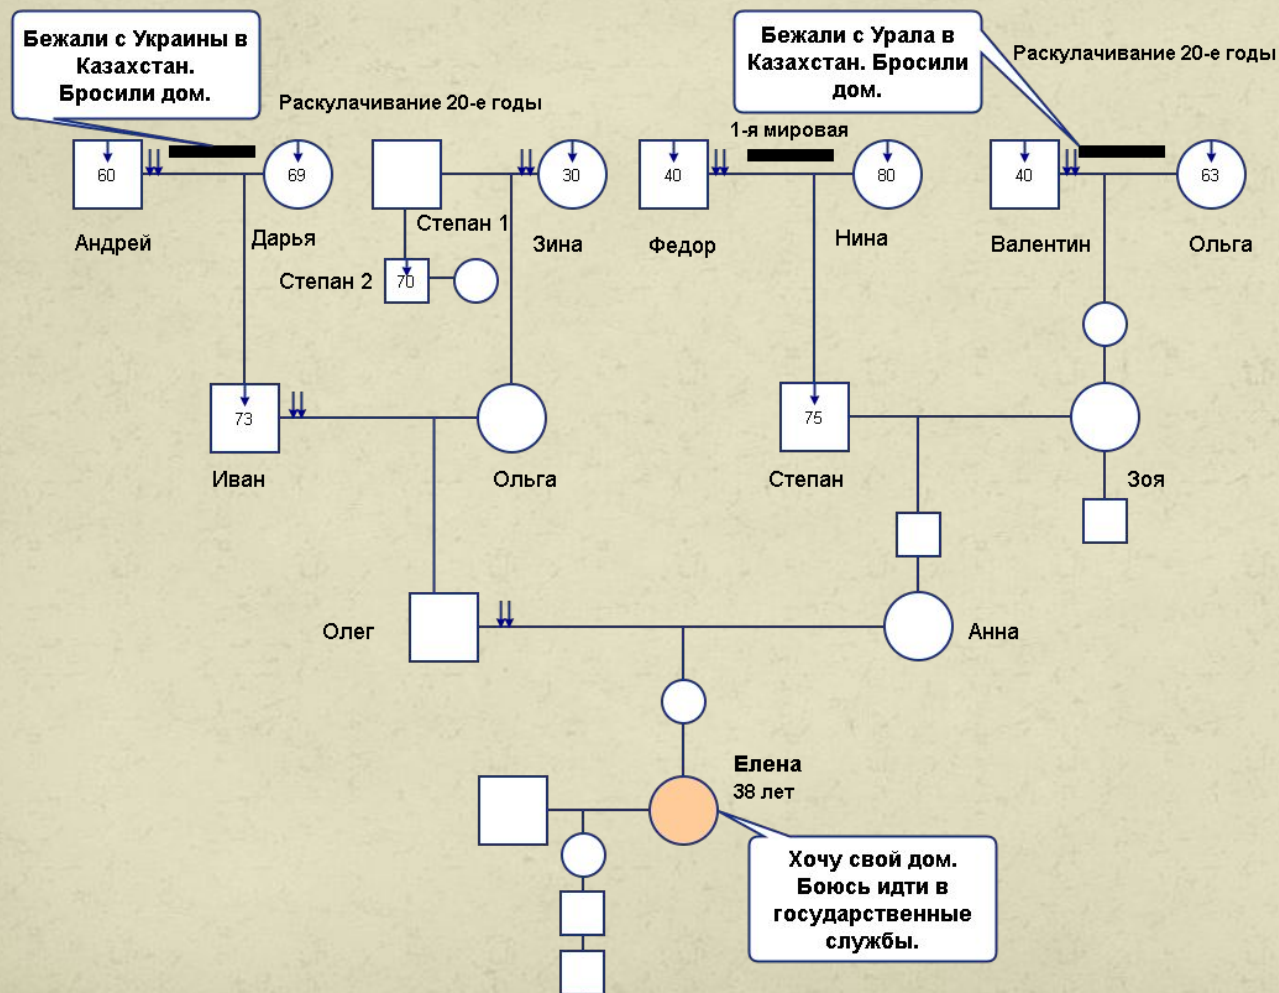 Бежали с Украины в
Казахстан.
Бросили дом.
Раскулачивание 20-е годы
Бежали с Урала в
Казахстан. Бросили
дом.
Раскулачивание 20-е годы
1-я мировая
60
69
30
40
80
40
63
Андрей
Дарья
Степан 1
Зина
Федор
Нина
Валентин
Ольга
Степан 2
70
73
75
Иван
Ольга
Степан
Зоя
Олег
Анна
Елена
38 лет
Хочу свой дом.
Боюсь идти в
государственные
службы.